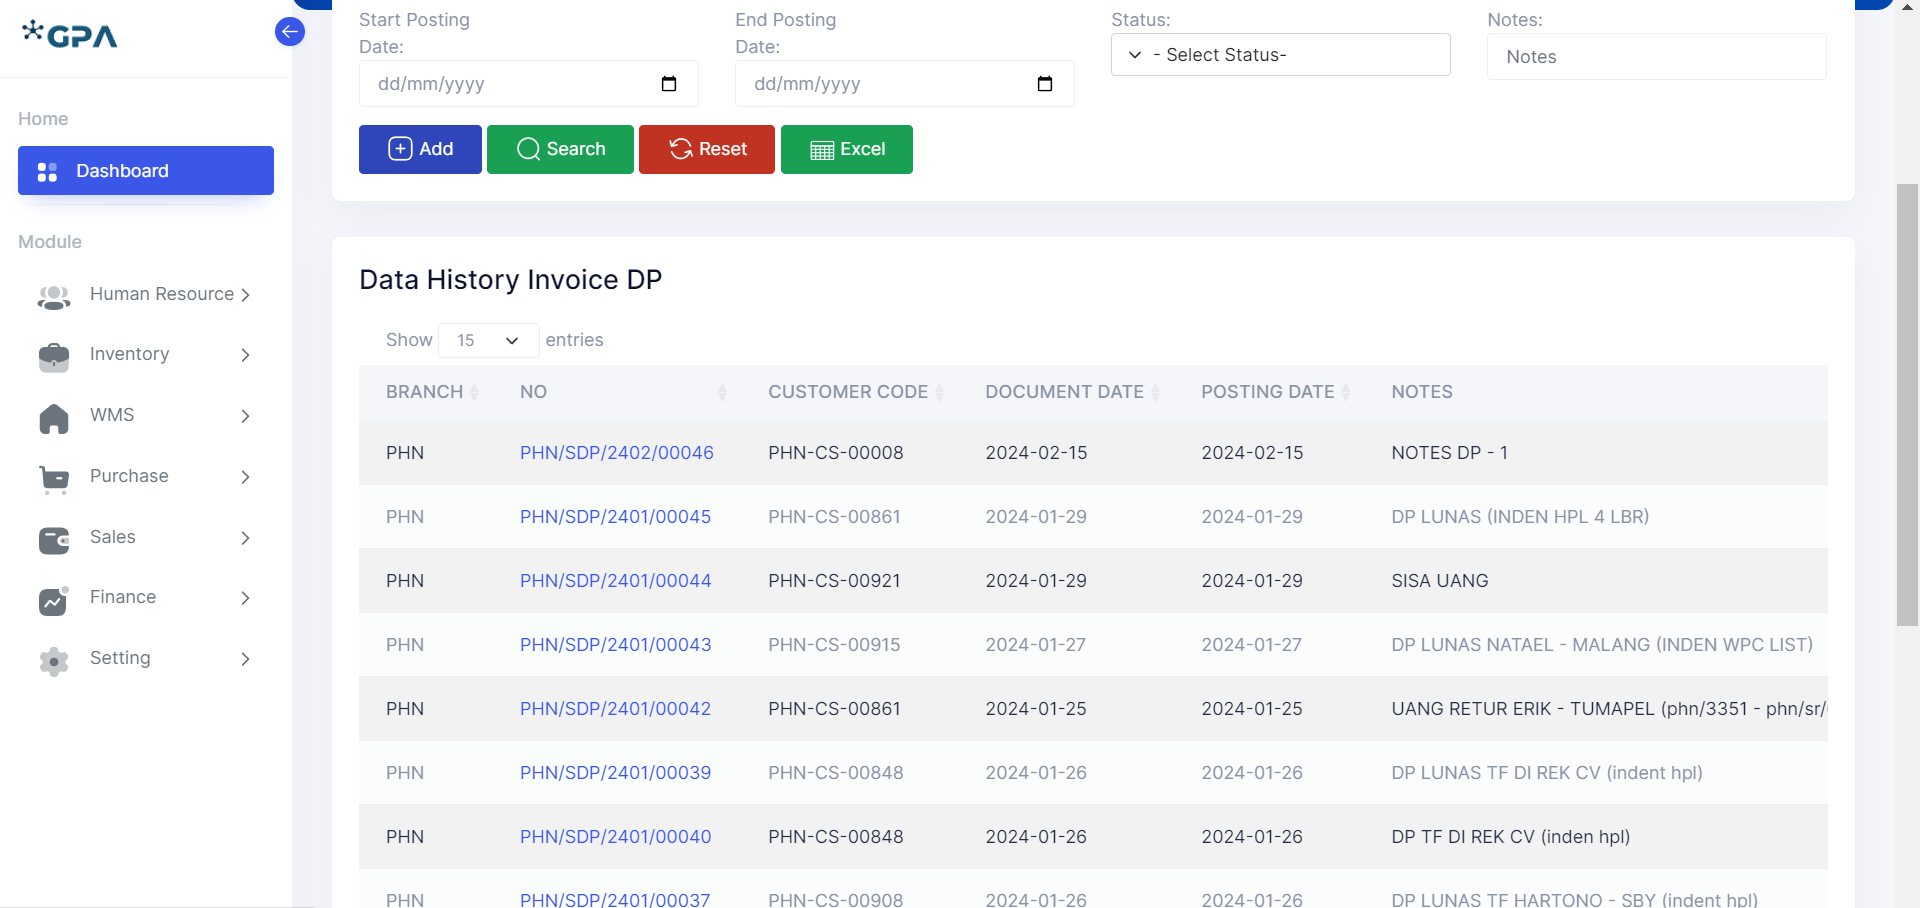 GPA
Home
Dashboard
Module
Human Resource
Inventory
WMS
Purchase
Sales
Finance
Setting
Start Posting Date:
dd/mm/yyyy
End Posting Date:
dd/mm/yyyy
Status:
- Select Status-
Notes:
Notes
Add Search Reset Excel
Data History Invoice DP
Show 15 entries
BRANCH NO CUSTOMER CODE DOCUMENT DATE POSTING DATE NOTES
PHN PHN/SDP/2402/00046 PHN-CS-00008 2024-02-15 2024-02-15 NOTES DP - 1
PHN PHN/SDP/2401/00045 PHN-CS-00861 2024-01-29 2024-01-29 DP LUNAS (INDEN HPL 4 LBR)
PHN PHN/SDP/2401/00044 PHN-CS-00921 2024-01-29 2024-01-29 SISA UANG
PHN PHN/SDP/2401/00043 PHN-CS-00915 2024-01-27 2024-01-27 DP LUNAS NATAEL - MALANG (INDEN WPC LIST)
PHN PHN/SDP/2401/00042 PHN-CS-00861 2024-01-25 2024-01-25 UANG RETUR ERIK - TUMAPEL (phn/3351 - phn/sr/
PHN PHN/SDP/2401/00039 PHN-CS-00848 2024-01-26 2024-01-26 DP LUNAS TF DI REK CV (indent hpl)
PHN PHN/SDP/2401/00040 PHN-CS-00848 2024-01-26 2024-01-26 DP TF DI REK CV (inden hpl)
PHN PHN/SDP/2401/00037 PHN-CS-00908 2024-01-26 2024-01-26 DP LUNAS TF HARTONO - SBY (indent hpl)